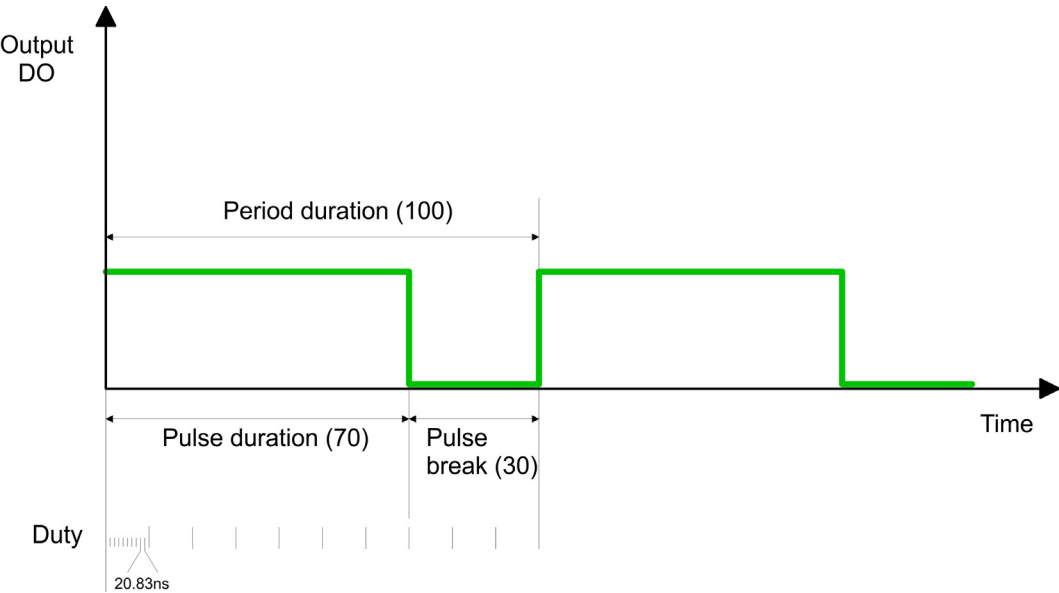 Output
DO
Period duration (100)
Time
Pulse duration (70)
Pulse
break (30)
Duty
20.83ns